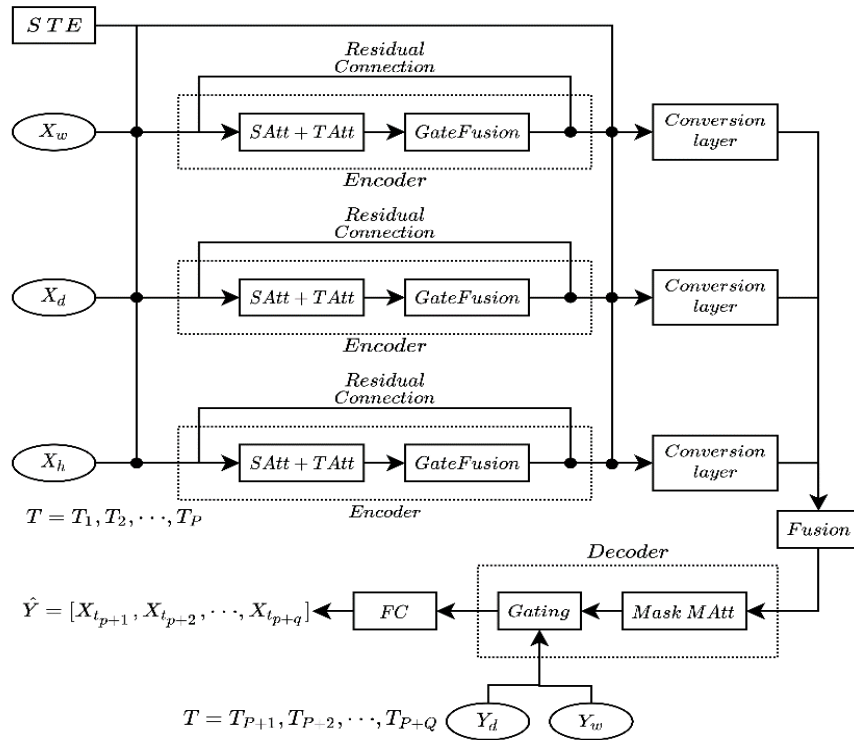 S T E
Residual
Connection
X_w
SAtt + TAtt
GateFusion
Conversion
layer
Encoder
Residual
Connection
X_d
SAtt + TAtt
GateFusion
Conversion
layer
Encoder
Residual
Connection
X_h
SAtt + TAtt
GateFusion
Conversion
layer
Encoder
T = T_1, T_2, ···, T_P
Fusion
Decoder
Ŷ = [X_{t_{p+1}}, X_{t_{p+2}}, ···, X_{t_{p+q}}]
FC
Gating
Mask MAtt
T = T_{P+1}, T_{P+2}, ···, T_{P+Q}
Y_d
Y_w